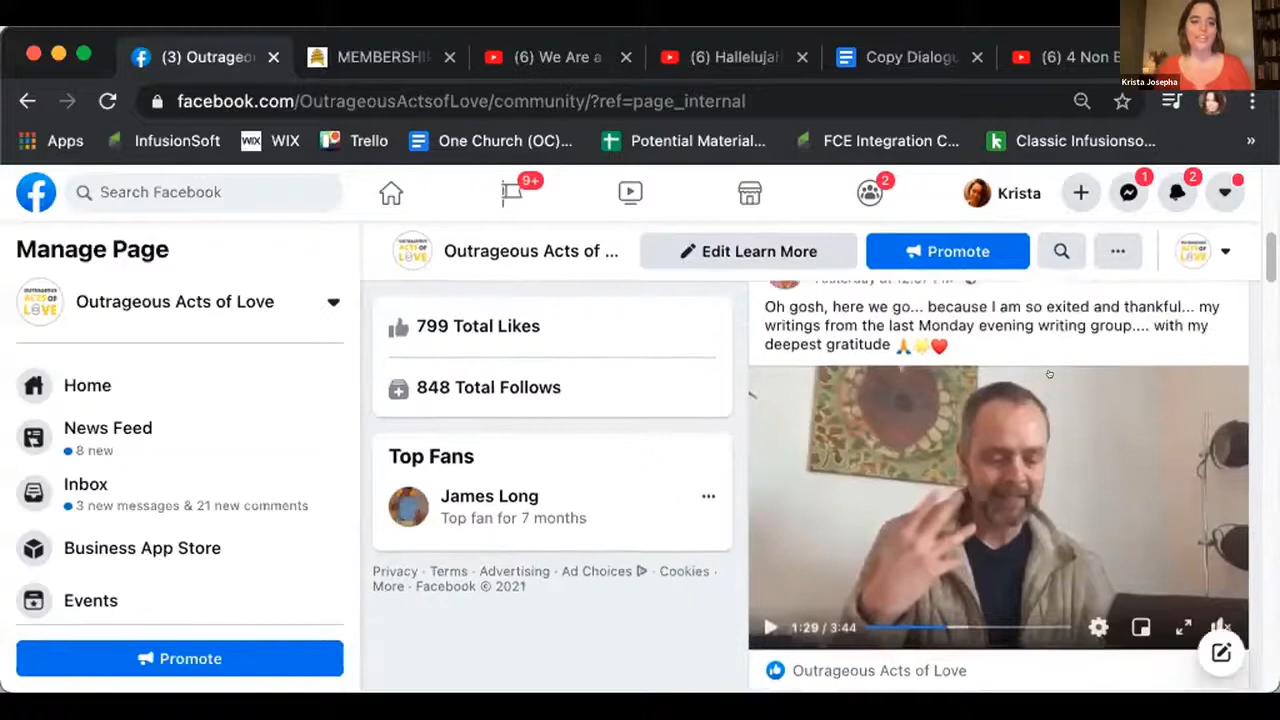 (3) Outrageo
MEMBERSHI
(6) We Are a
(6) Hallelujah
Copy Dialogu
(6) 4 Non B
Krista Josepha
facebook.com/OutrageousActsofLove/community/?ref=page_internal
Apps
InfusionSoft
WIX
WIX
Trello
One Church (OC)...
Potential Material...
FCE Integration C...
Classic Infusionso...
»
Search Facebook
9+
2
Krista
1
2
Manage Page
Outrageous Acts of Love
Home
News Feed
8 new
Inbox
3 new messages & 21 new comments
Business App Store
Events
Promote
OUTRAGEOUS
ACTS OF
LOVE
Outrageous Acts of ...
Edit Learn More
Promote
799 Total Likes
848 Total Follows
Top Fans
James Long
Top fan for 7 months
Privacy · Terms · Advertising · Ad Choices · Cookies ·
More · Facebook © 2021
Oh gosh, here we go... because I am so exited and thankful... my
writings from the last Monday evening writing group.... with my
deepest gratitude 🙏🌟❤️
1:29 / 3:44
Outrageous Acts of Love